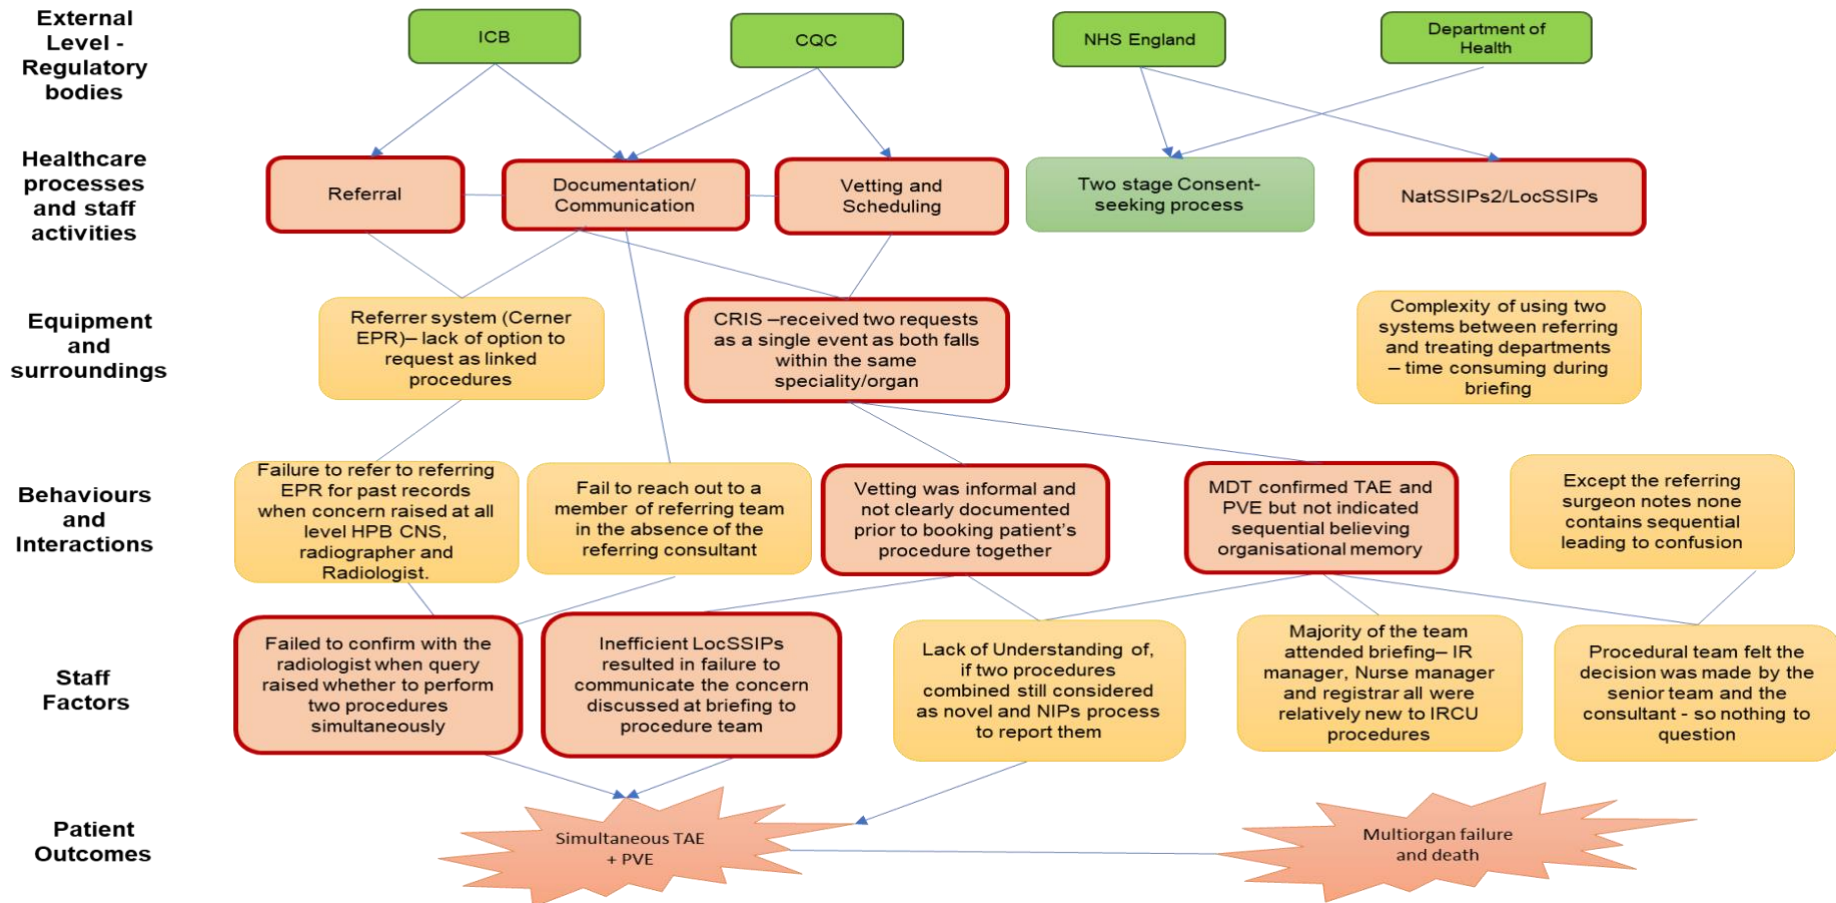 External
Level -
Regulatory
bodies
ICB
CQC
NHS England
Department of
Health
Healthcare
processes
and staff
activities
Referral
Documentation/
Communication
Vetting and
Scheduling
Two stage Consent-
seeking process
NatSSIPs2/LocSSIPs
Equipment
and
surroundings
Referrer system (Cerner
EPR)– lack of option to
request as linked
procedures
CRIS –received two requests
as a single event as both falls
within the same
speciality/organ
Complexity of using two
systems between referring
and treating departments
– time consuming during
briefing
Behaviours
and
Interactions
Failure to refer to referring
EPR for past records
when concern raised at all
level HPB CNS,
radiographer and
Radiologist.
Fail to reach out to a
member of referring team
in the absence of the
referring consultant
Vetting was informal and
not clearly documented
prior to booking patient's
procedure together
MDT confirmed TAE and
PVE but not indicated
sequential believing
organisational memory
Except the referring
surgeon notes none
contains sequential
leading to confusion
Staff
Factors
Failed to confirm with the
radiologist when query
raised whether to perform
two procedures
simultaneously
Inefficient LocSSIPs
resulted in failure to
communicate the concern
discussed at briefing to
procedure team
Lack of Understanding of,
if two procedures
combined still considered
as novel and NIPs process
to report them
Majority of the team
attended briefing– IR
manager, Nurse manager
and registrar all were
relatively new to IRCU
procedures
Procedural team felt the
decision was made by the
senior team and the
consultant - so nothing to
question
Patient
Outcomes
Simultaneous TAE
+ PVE
Multiorgan failure
and death